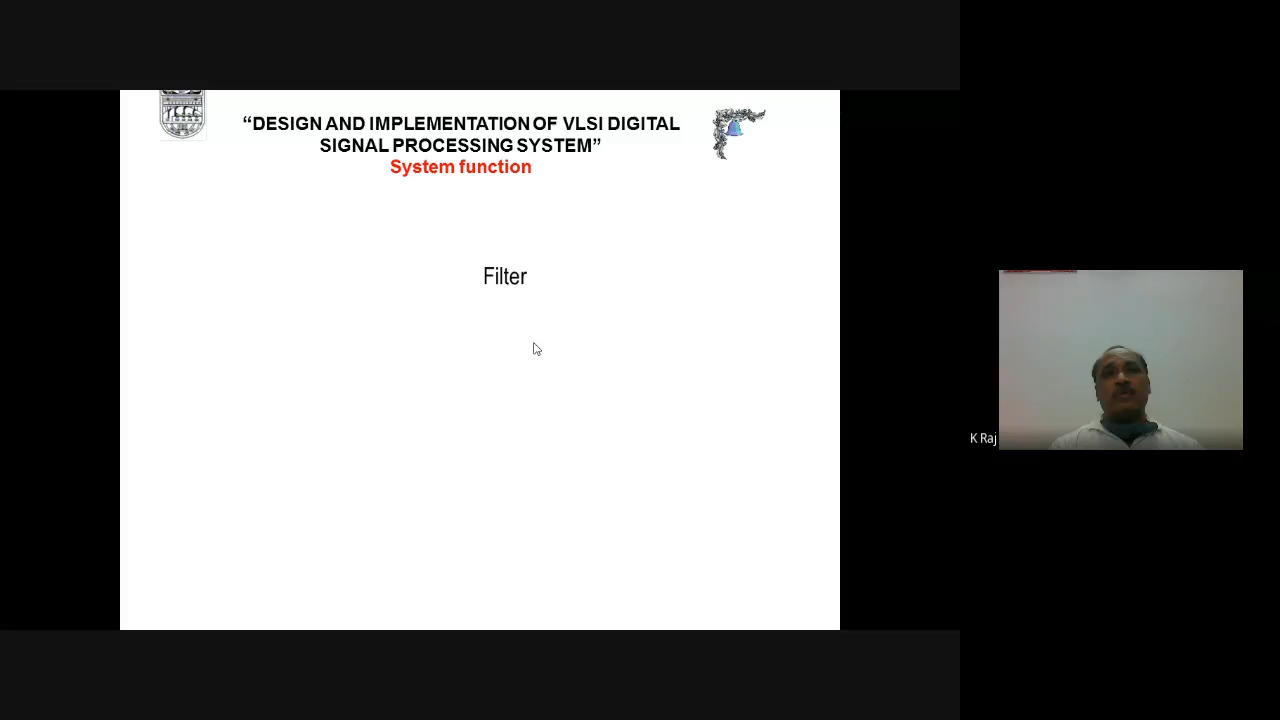 “DESIGN AND IMPLEMENTATION OF VLSI DIGITAL
SIGNAL PROCESSING SYSTEM”
System function
Filter
K Raj